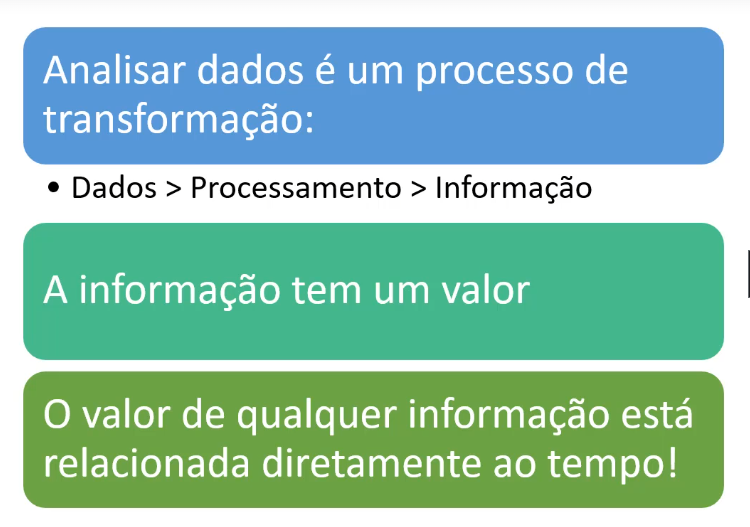 Analisar dados é um processo de
transformação:
• Dados > Processamento > Informação
A informação tem um valor
O valor de qualquer informação está
relacionada diretamente ao tempo!